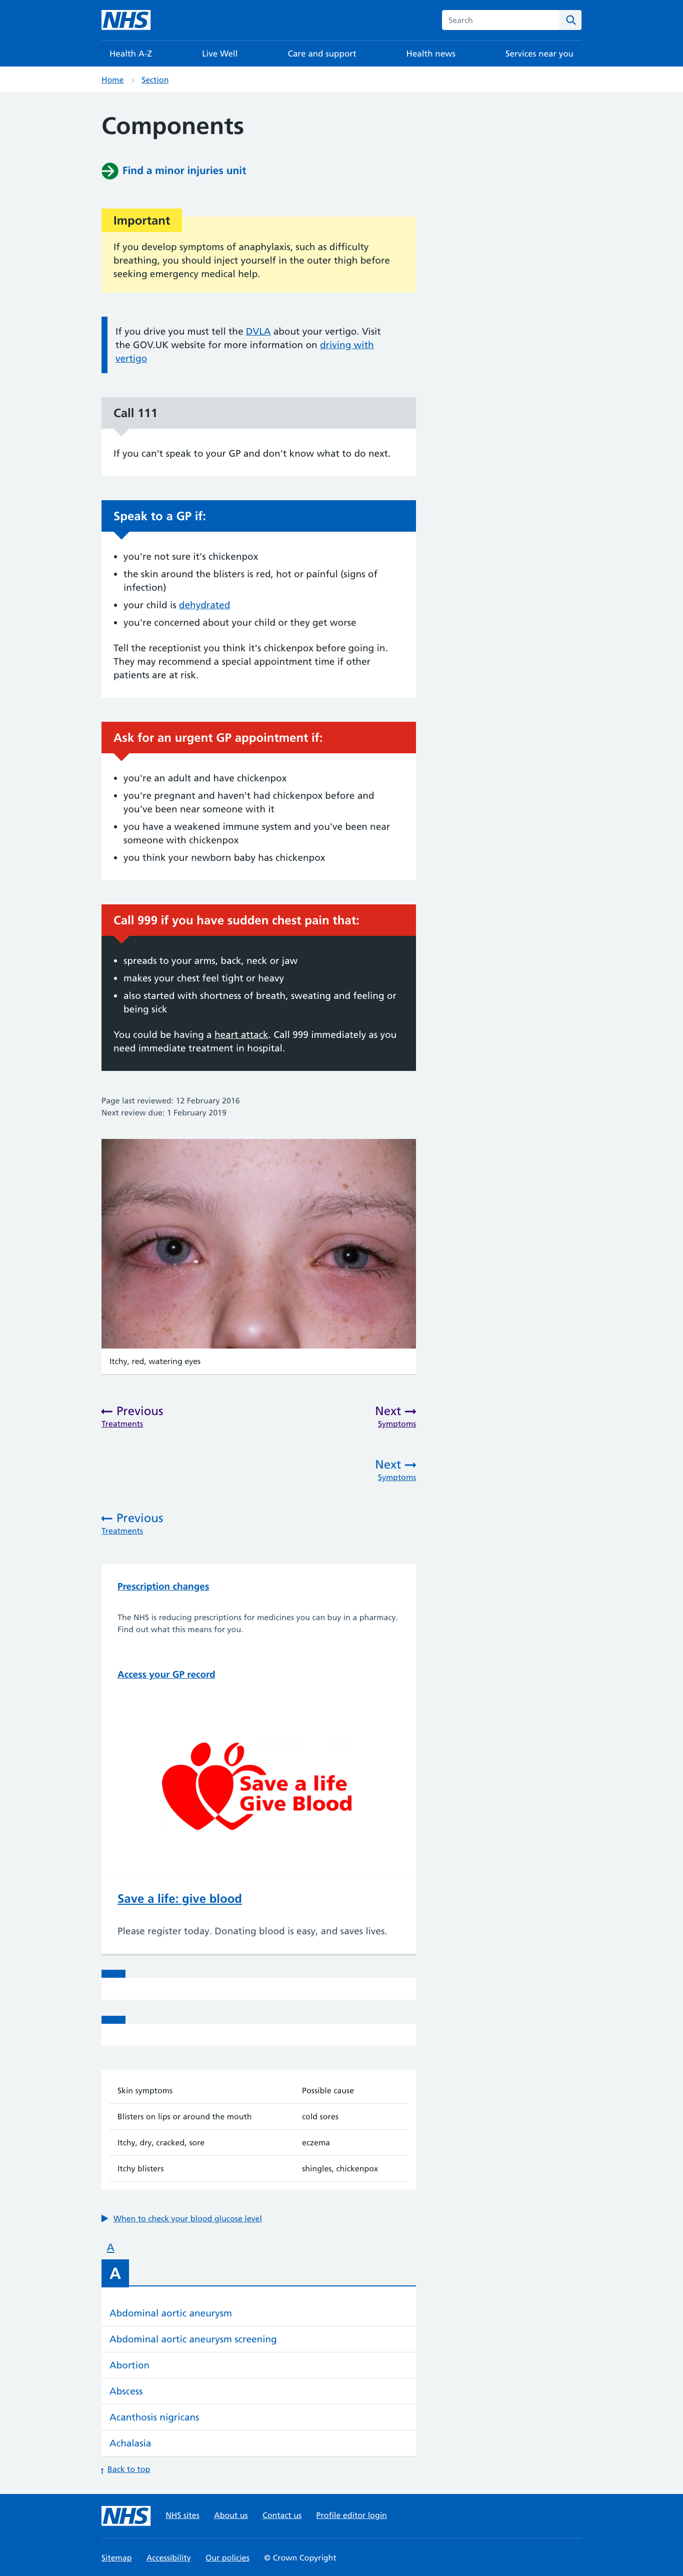 NHS
Search
Health A-Z
Live Well
Care and support
Health news
Services near you
Home
Section
Components
Find a minor injuries unit
Important
If you develop symptoms of anaphylaxis, such as difficulty
breathing, you should inject yourself in the outer thigh before
seeking emergency medical help.
If you drive you must tell the DVLA about your vertigo. Visit
the GOV.UK website for more information on driving with
vertigo
Call 111
If you can't speak to your GP and don't know what to do next.
Speak to a GP if:
you're not sure it's chickenpox
the skin around the blisters is red, hot or painful (signs of
infection)
your child is dehydrated
you're concerned about your child or they get worse
Tell the receptionist you think it's chickenpox before going in.
They may recommend a special appointment time if other
patients are at risk.
Ask for an urgent GP appointment if:
you're an adult and have chickenpox
you're pregnant and haven't had chickenpox before and
you've been near someone with it
you have a weakened immune system and you've been near
someone with chickenpox
you think your newborn baby has chickenpox
Call 999 if you have sudden chest pain that:
spreads to your arms, back, neck or jaw
makes your chest feel tight or heavy
also started with shortness of breath, sweating and feeling or
being sick
You could be having a heart attack. Call 999 immediately as you
need immediate treatment in hospital.
Page last reviewed: 12 February 2016
Next review due: 1 February 2019
Itchy, red, watering eyes
Previous
Treatments
Next
Symptoms
Next
Symptoms
Previous
Treatments
Prescription changes
The NHS is reducing prescriptions for medicines you can buy in a pharmacy.
Find out what this means for you.
Access your GP record
Save a life
Give Blood
Save a life: give blood
Please register today. Donating blood is easy, and saves lives.
Skin symptoms Possible cause
Blisters on lips or around the mouth cold sores
Itchy, dry, cracked, sore eczema
Itchy blisters shingles, chickenpox
When to check your blood glucose level
A
A
Abdominal aortic aneurysm
Abdominal aortic aneurysm screening
Abortion
Abscess
Acanthosis nigricans
Achalasia
Back to top
NHS
NHS sites
About us
Contact us
Profile editor login
Sitemap
Accessibility
Our policies
© Crown Copyright